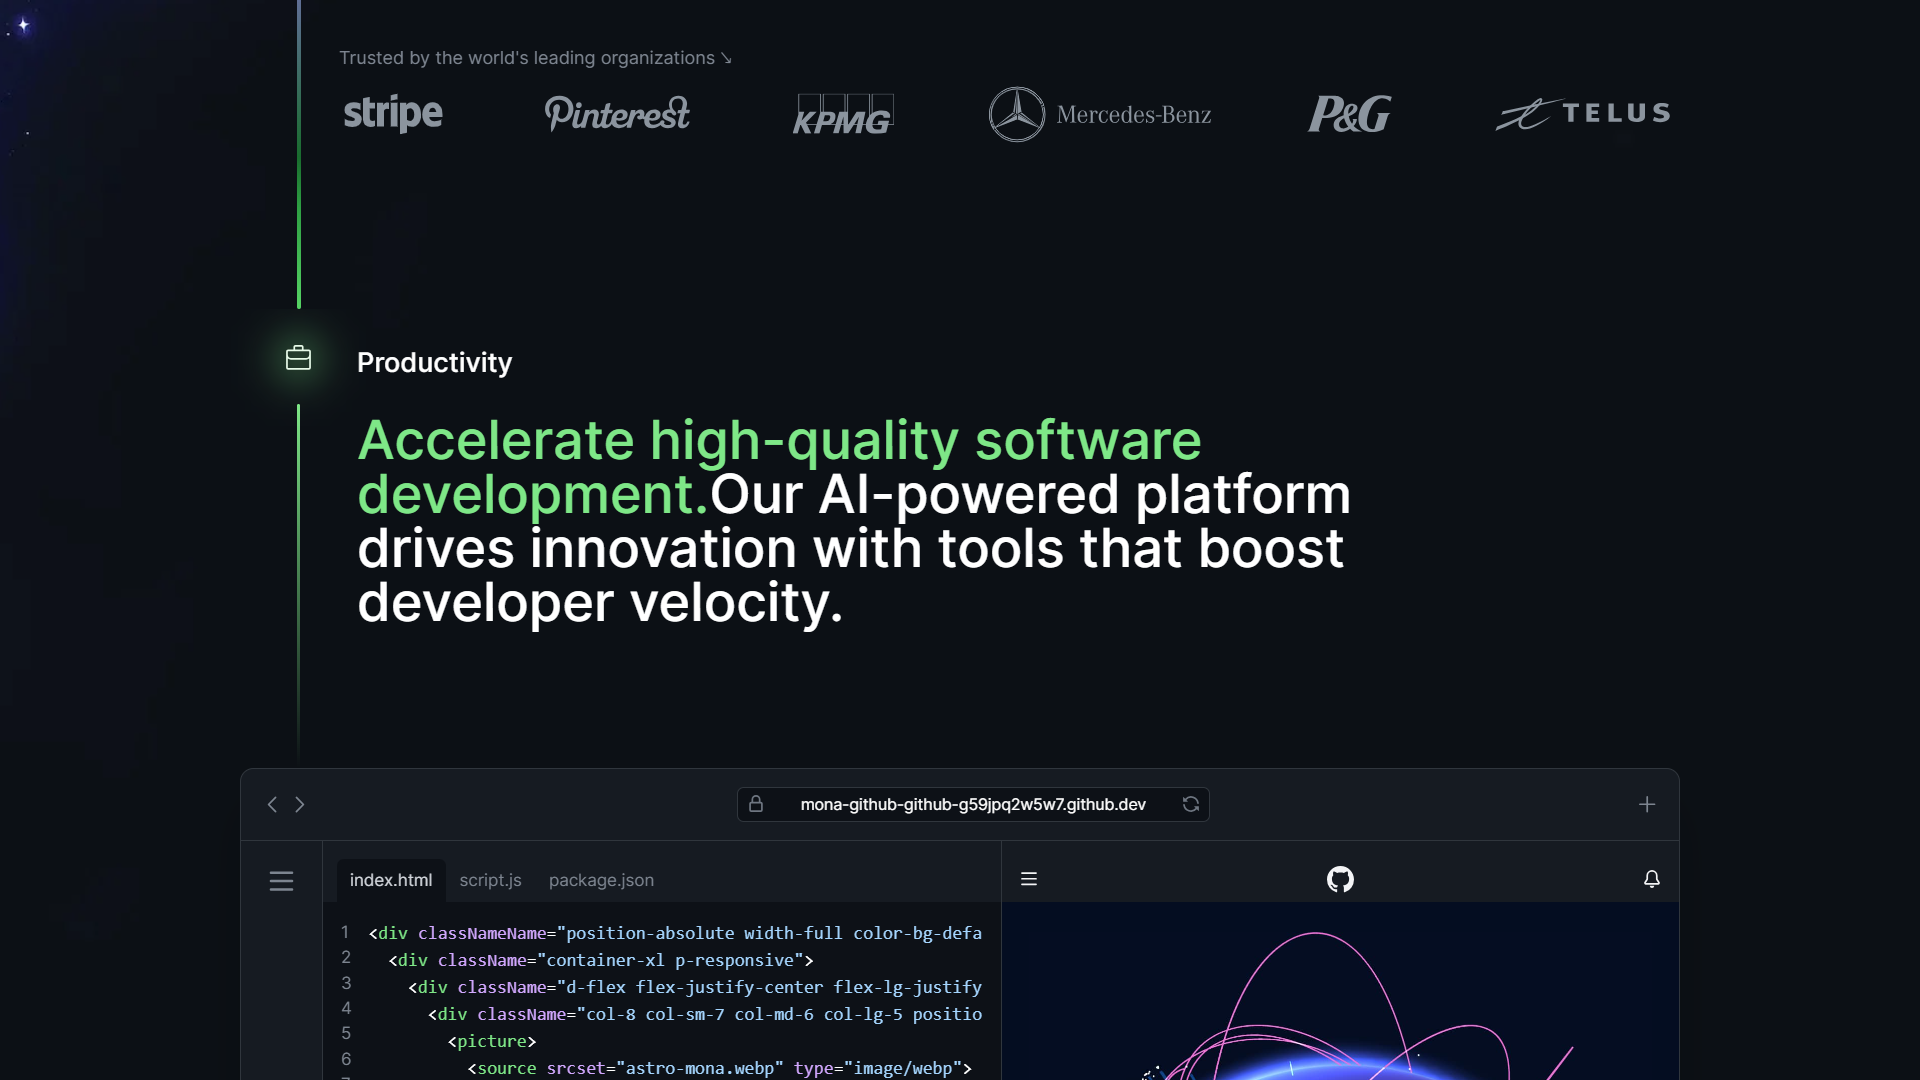 Trusted by the world's leading organizations ↘
stripe
Pinterest
KPMG
Mercedes-Benz
P&G
TELUS
Productivity
Accelerate high-quality software
development.Our AI-powered platform
drives innovation with tools that boost
developer velocity.
mona-github-github-g59jpq2w5w7.github.dev
index.html script.js package.json
1 <div classNameName="position-absolute width-full color-bg-defa
2 <div className="container-xl p-responsive">
3 <div className="d-flex flex-justify-center flex-lg-justify
4 <div className="col-8 col-sm-7 col-md-6 col-lg-5 positio
5 <picture>
6 <source srcset="astro-mona.webp" type="image/webp">